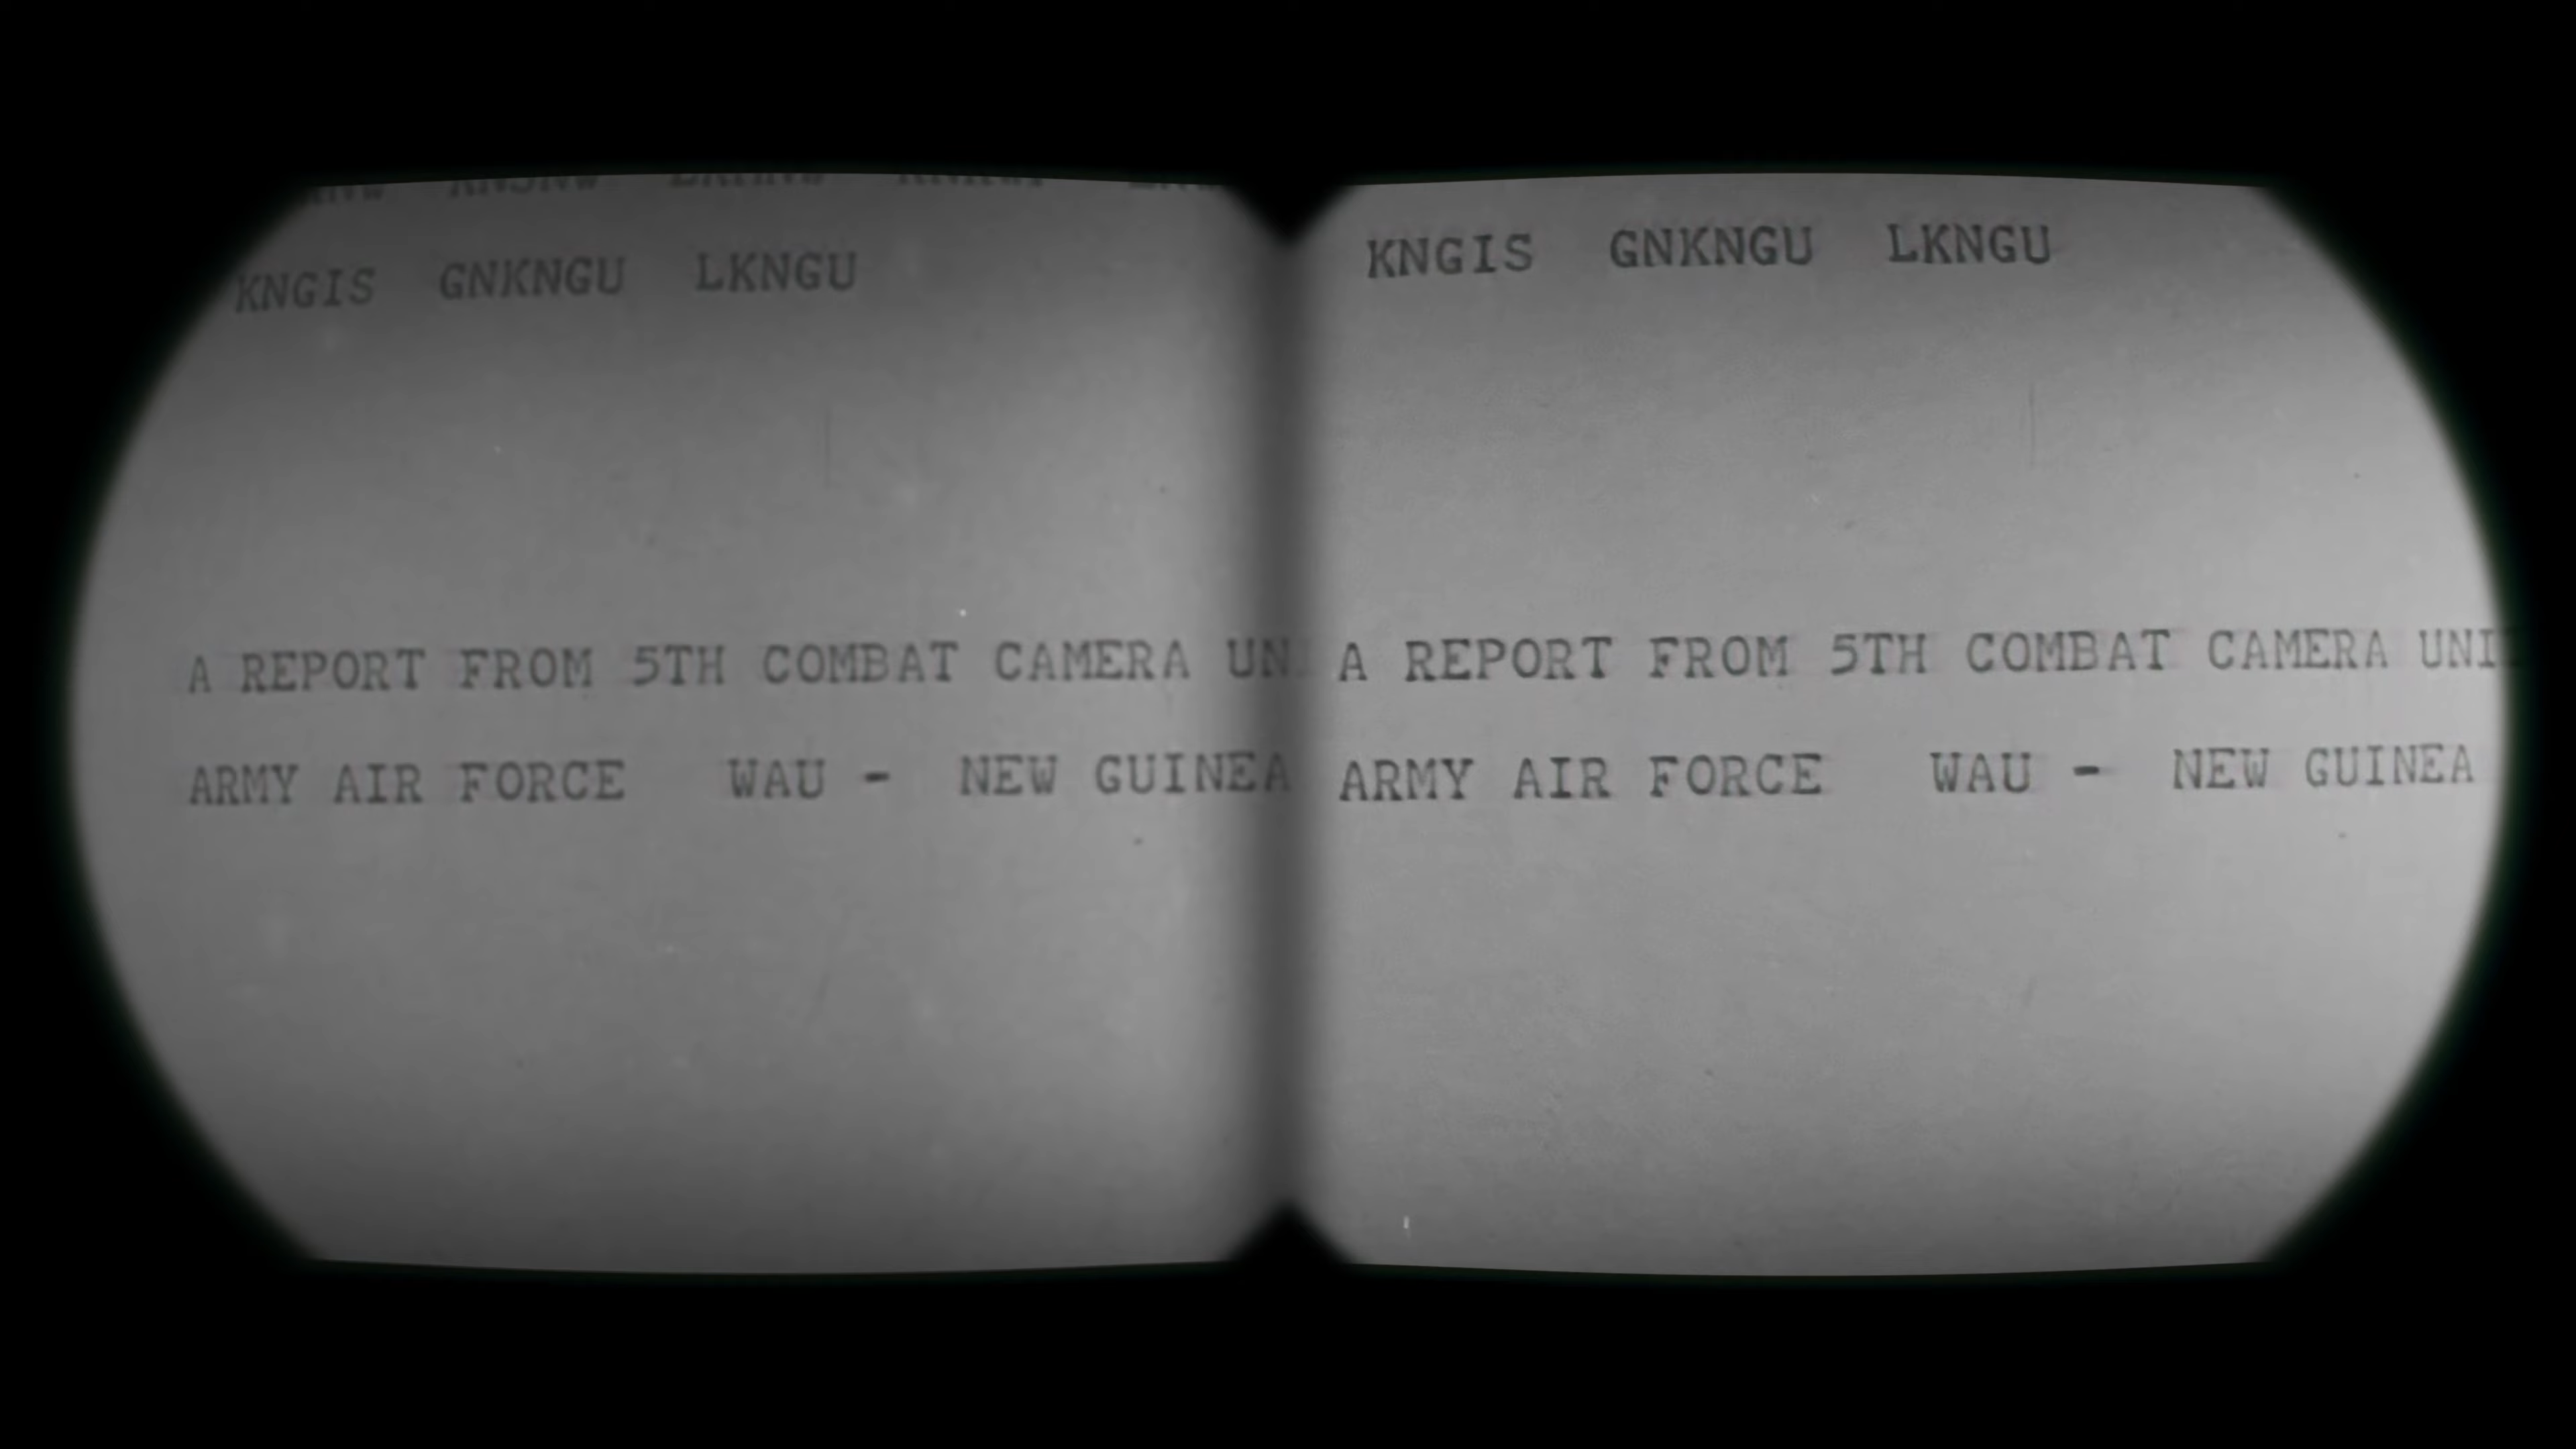 KNGIS GNKNGU LKNGU
A REPORT FROM 5TH COMBAT CAMERA
ARMY AIR FORCE WAU - NEW GUINEA
KNGIS GNKNGU LKNGU
A REPORT FROM 5TH COMBAT CAMERA UNI
ARMY AIR FORCE WAU - NEW GUINEA